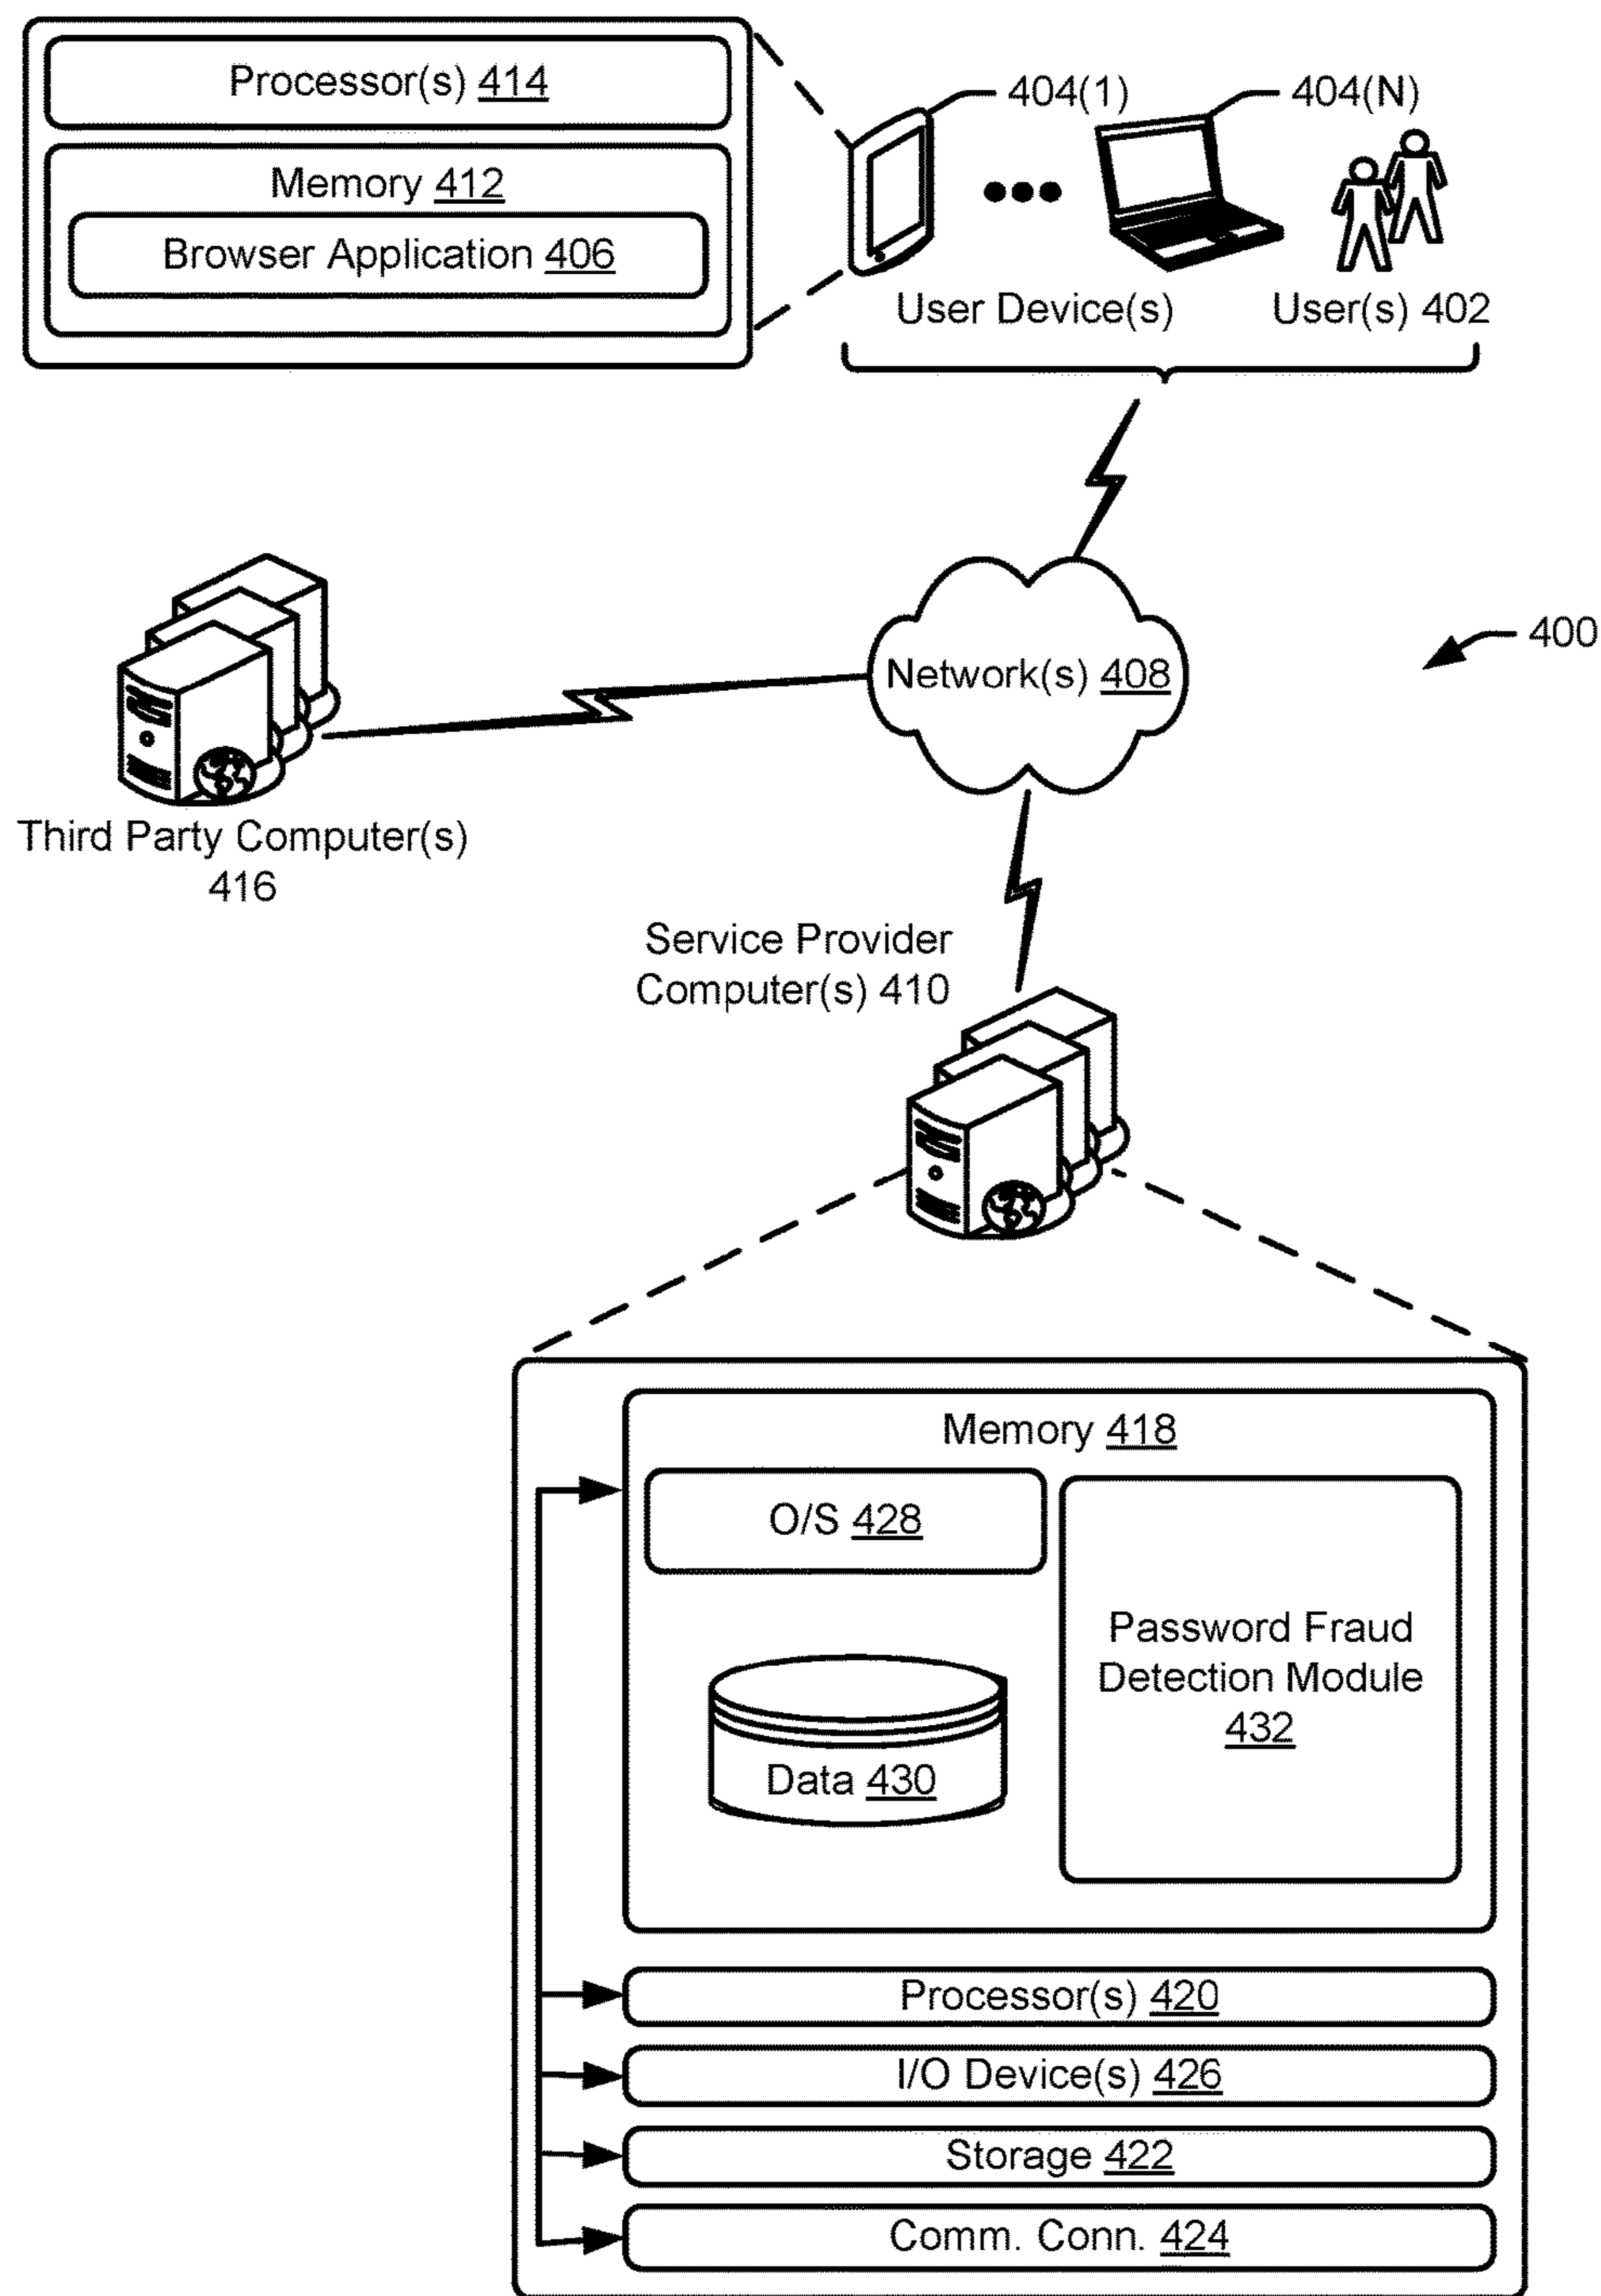 Processor(s) 414
Memory 412
Browser Application 406
404(1)
404(N)
User Device(s)
User(s) 402
Network(s) 408
400
Third Party Computer(s)
416
Service Provider
Computer(s) 410
Memory 418
O/S 428
Data 430
Password Fraud
Detection Module
432
Processor(s) 420
I/O Device(s) 426
Storage 422
Comm. Conn. 424